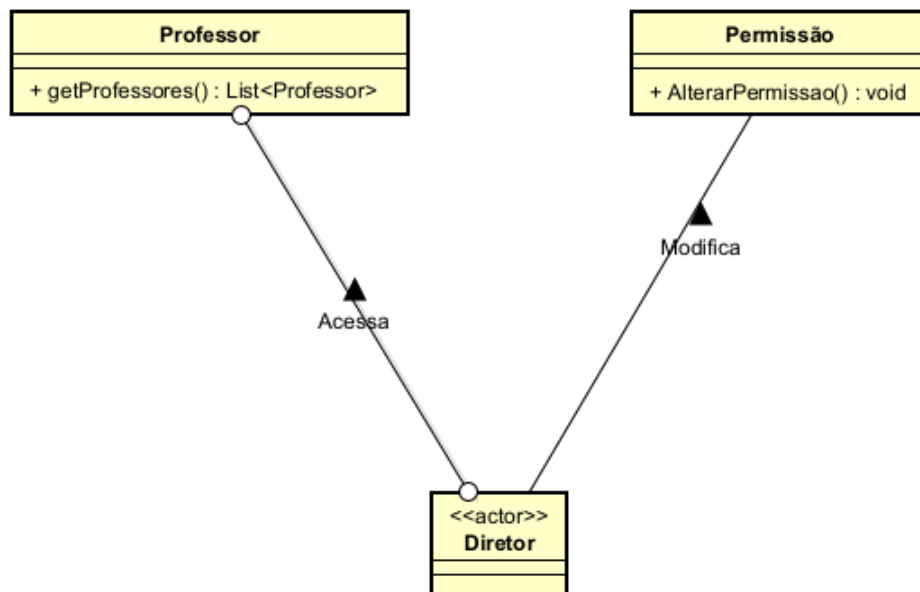 Professor
+ getProfessores() : List<Professor>
Permissão
+ AlterarPermissao() : void
Modifica
Acessa
<<actor>>
Diretor